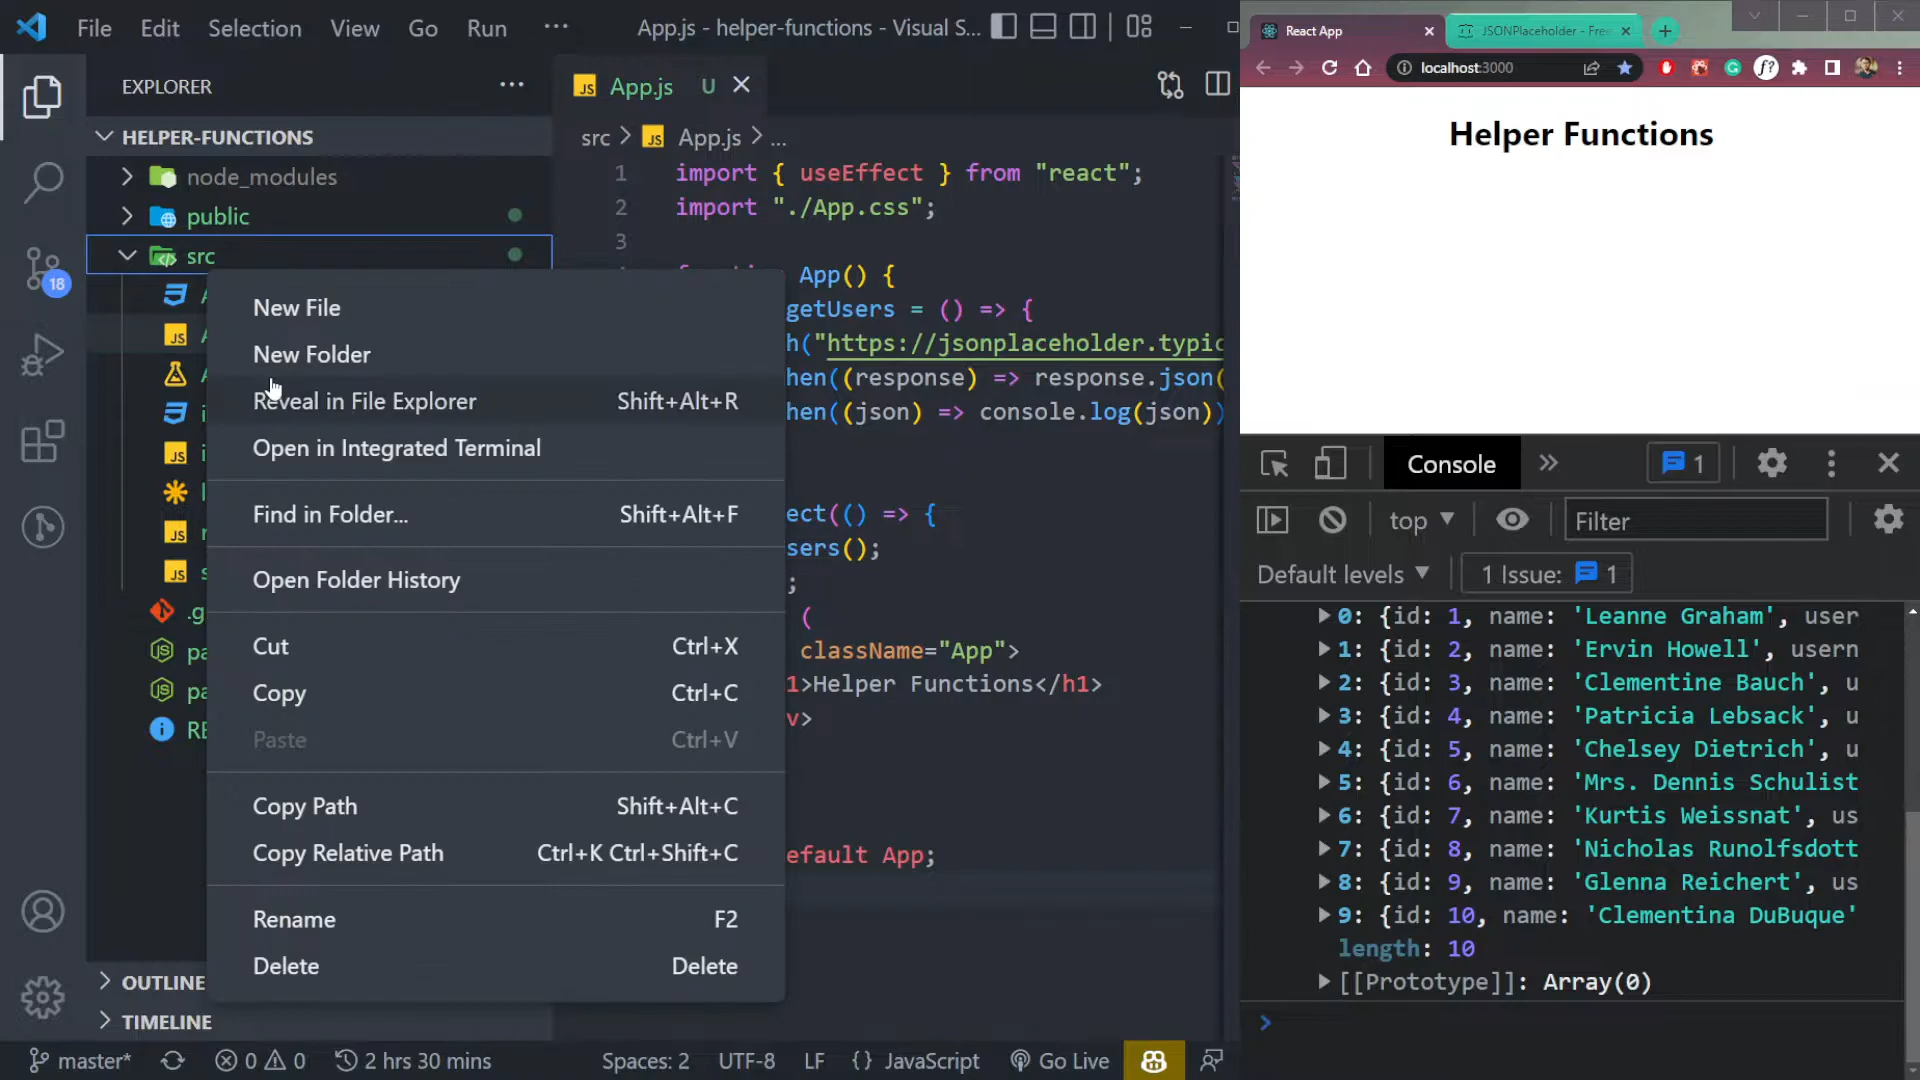 File Edit Selection View Go Run ··· App.js - helper-functions - Visual S...
EXPLORER ···
HELPER-FUNCTIONS
node_modules
public
src
.g
pa
pa
RE
OUTLINE
TIMELINE
New File
New Folder
Reveal in File Explorer Shift+Alt+R
Open in Integrated Terminal
Find in Folder... Shift+Alt+F
Open Folder History
Cut Ctrl+X
Copy Ctrl+C
Paste Ctrl+V
Copy Path Shift+Alt+C
Copy Relative Path Ctrl+K Ctrl+Shift+C
Rename F2
Delete Delete
JS App.js U
src > JS App.js > ...
1 import { useEffect } from "react";
2 import "./App.css";
3
App() {
getUsers = () => {
h("https://jsonplaceholder.typic
hen((response) => response.json(
hen((json) => console.log(json))
ect(() => {
sers();
;
(
className="App">
1>Helper Functions</h1>
v>
efault App;
18
master* 0 0 2 hrs 30 mins Spaces: 2 UTF-8 LF {} JavaScript Go Live
React App JSONPlaceholder - Free
localhost:3000
Helper Functions
Console 1
top Filter
Default levels 1 Issue: 1
0: {id: 1, name: 'Leanne Graham', user
1: {id: 2, name: 'Ervin Howell', usern
2: {id: 3, name: 'Clementine Bauch', u
3: {id: 4, name: 'Patricia Lebsack', u
4: {id: 5, name: 'Chelsey Dietrich', u
5: {id: 6, name: 'Mrs. Dennis Schulist
6: {id: 7, name: 'Kurtis Weissnat', us
7: {id: 8, name: 'Nicholas Runolfsdott
8: {id: 9, name: 'Glenna Reichert', us
9: {id: 10, name: 'Clementina DuBuque'
length: 10
[[Prototype]]: Array(0)